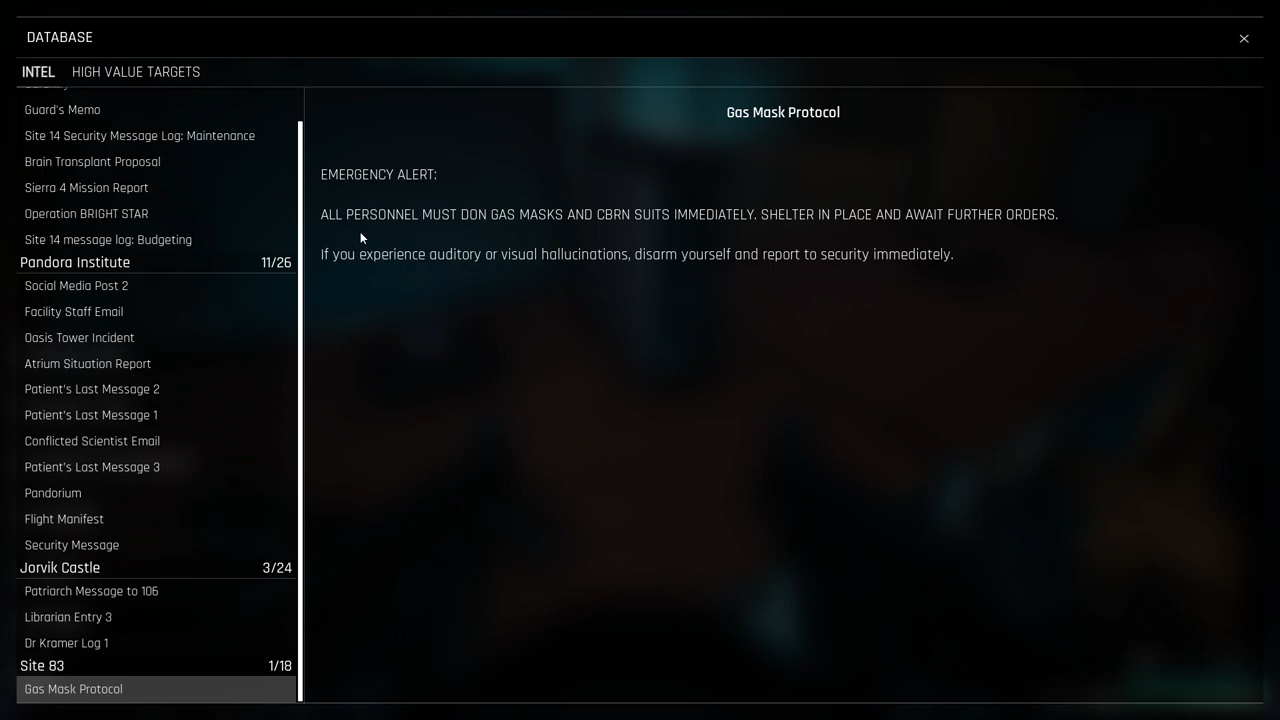 DATABASE
INTEL HIGH VALUE TARGETS
Guard's Memo
Site 14 Security Message Log: Maintenance
Brain Transplant Proposal
Sierra 4 Mission Report
Operation BRIGHT STAR
Site 14 message log: Budgeting
Pandora Institute 11/26
Social Media Post 2
Facility Staff Email
Oasis Tower Incident
Atrium Situation Report
Patient's Last Message 2
Patient's Last Message 1
Conflicted Scientist Email
Patient's Last Message 3
Pandorium
Flight Manifest
Security Message
Jorvik Castle 3/24
Patriarch Message to 106
Librarian Entry 3
Dr Kramer Log 1
Site 83 1/18
Gas Mask Protocol
Gas Mask Protocol
EMERGENCY ALERT:
ALL PERSONNEL MUST DON GAS MASKS AND CBRN SUITS IMMEDIATELY. SHELTER IN PLACE AND AWAIT FURTHER ORDERS.
If you experience auditory or visual hallucinations, disarm yourself and report to security immediately.